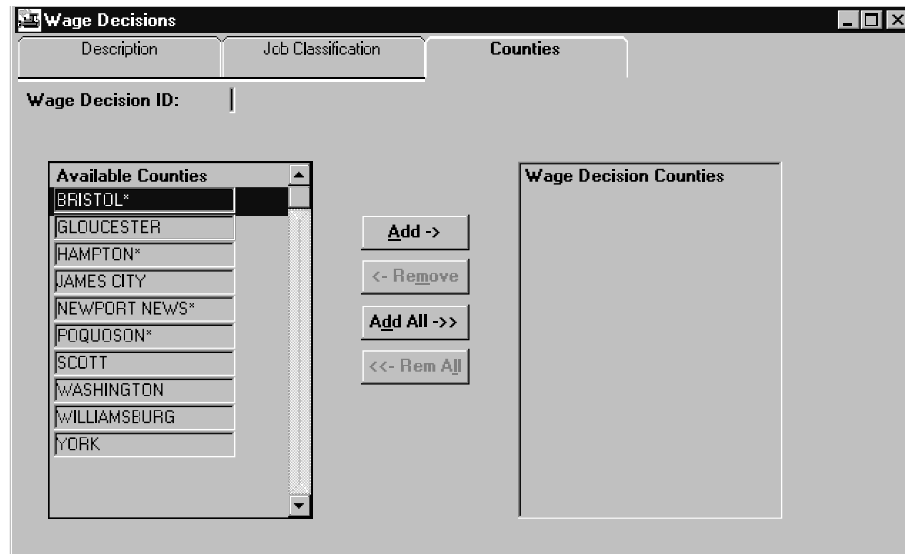 Wage Decisions
Description Job Classification Counties
Wage Decision ID:
Available Counties
BRISTOL*
GLOUCESTER
HAMPTON*
JAMES CITY
NEWPORT NEWS*
POQUOSON*
SCOTT
WASHINGTON
WILLIAMSBURG
YORK
Add ->
<- Remove
Add All ->>
<<- Rem All
Wage Decision Counties